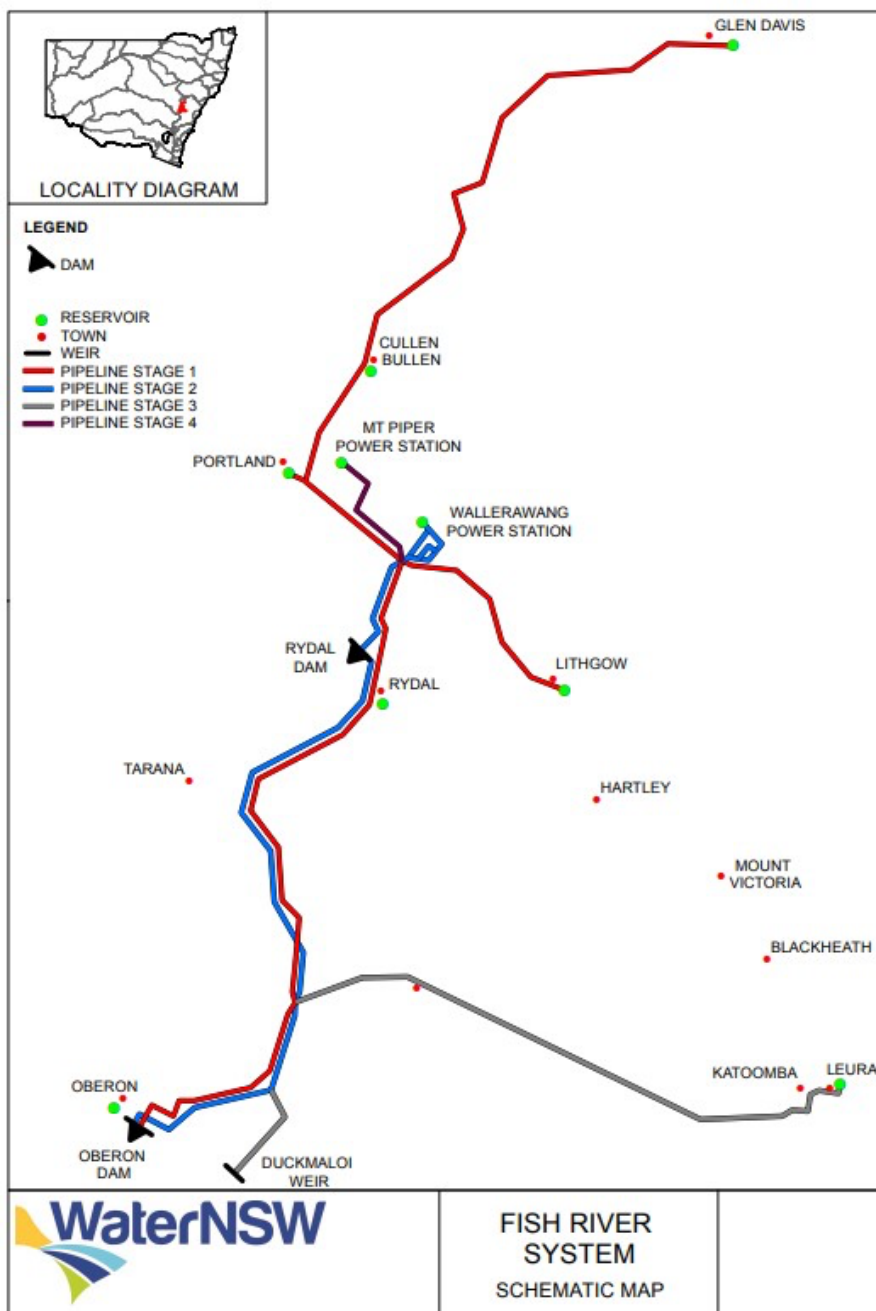 GLEN DAVIS
LOCALITY DIAGRAM
LEGEND
DAM
RESERVOIR
TOWN
WEIR
PIPELINE STAGE 1
PIPELINE STAGE 2
PIPELINE STAGE 3
PIPELINE STAGE 4
CULLEN
BULLEN
MT PIPER
POWER STATION
PORTLAND
WALLERAWANG
POWER STATION
RYDAL
DAM
LITHGOW
RYDAL
TARANA
HARTLEY
MOUNT
VICTORIA
BLACKHEATH
KATOOMBA
LEURA
OBERON
OBERON
DAM
DUCKMALOI
WEIR
WaterNSW
FISH RIVER
SYSTEM
SCHEMATIC MAP